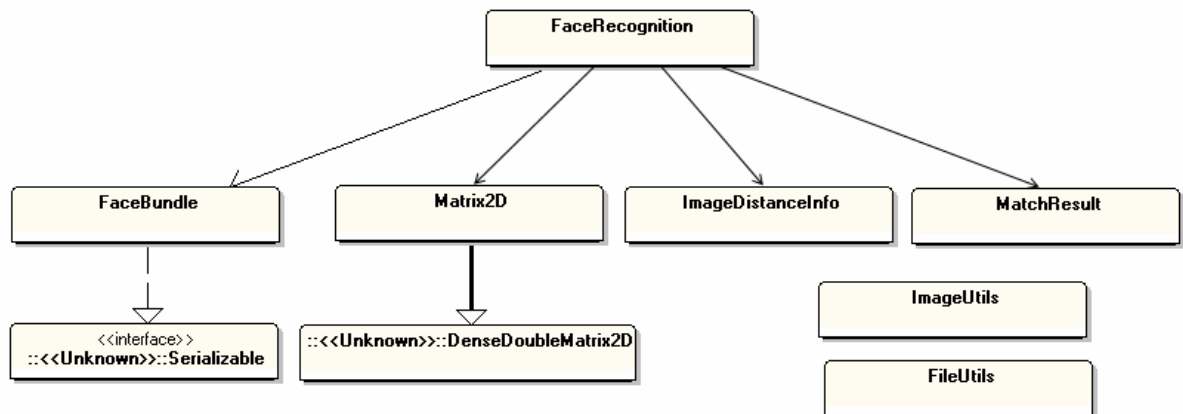 FaceRecognition
FaceBundle
Matrix2D
ImageDistanceInfo
MatchResult
ImageUtils
<<interface>>
::<<Unknown>>::Serializable
::<<Unknown>>::DenseDoubleMatrix2D
FileUtils